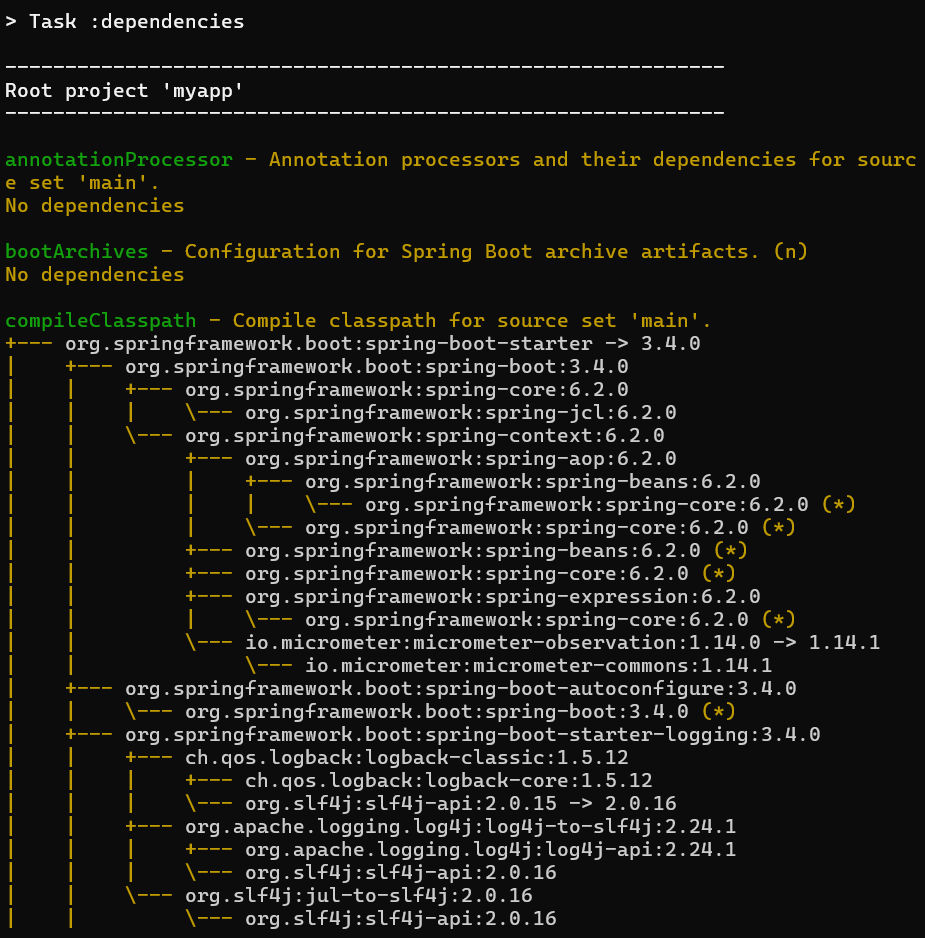 > Task :dependencies

------------------------------------------------------------
Root project 'myapp'
------------------------------------------------------------

annotationProcessor - Annotation processors and their dependencies for sourc
e set 'main'.
No dependencies

bootArchives - Configuration for Spring Boot archive artifacts. (n)
No dependencies

compileClasspath - Compile classpath for source set 'main'.
+--- org.springframework.boot:spring-boot-starter -> 3.4.0
|    +--- org.springframework.boot:spring-boot:3.4.0
|    |    +--- org.springframework:spring-core:6.2.0
|    |    |    \--- org.springframework:spring-jcl:6.2.0
|    |    \--- org.springframework:spring-context:6.2.0
|    |         +--- org.springframework:spring-aop:6.2.0
|    |         |    +--- org.springframework:spring-beans:6.2.0
|    |         |    |    \--- org.springframework:spring-core:6.2.0 (*)
|    |         |    \--- org.springframework:spring-core:6.2.0 (*)
|    |         +--- org.springframework:spring-beans:6.2.0 (*)
|    |         +--- org.springframework:spring-core:6.2.0 (*)
|    |         +--- org.springframework:spring-expression:6.2.0
|    |         |    \--- org.springframework:spring-core:6.2.0 (*)
|    |         \--- io.micrometer:micrometer-observation:1.14.0 -> 1.14.1
|    |              \--- io.micrometer:micrometer-commons:1.14.1
|    +--- org.springframework.boot:spring-boot-autoconfigure:3.4.0
|    |    \--- org.springframework.boot:spring-boot:3.4.0 (*)
|    +--- org.springframework.boot:spring-boot-starter-logging:3.4.0
|    |    +--- ch.qos.logback:logback-classic:1.5.12
|    |    |    +--- ch.qos.logback:logback-core:1.5.12
|    |    |    \--- org.slf4j:slf4j-api:2.0.15 -> 2.0.16
|    |    +--- org.apache.logging.log4j:log4j-to-slf4j:2.24.1
|    |    |    +--- org.apache.logging.log4j:log4j-api:2.24.1
|    |    |    \--- org.slf4j:slf4j-api:2.0.16
|    |    \--- org.slf4j:jul-to-slf4j:2.0.16
|    |         \--- org.slf4j:slf4j-api:2.0.16